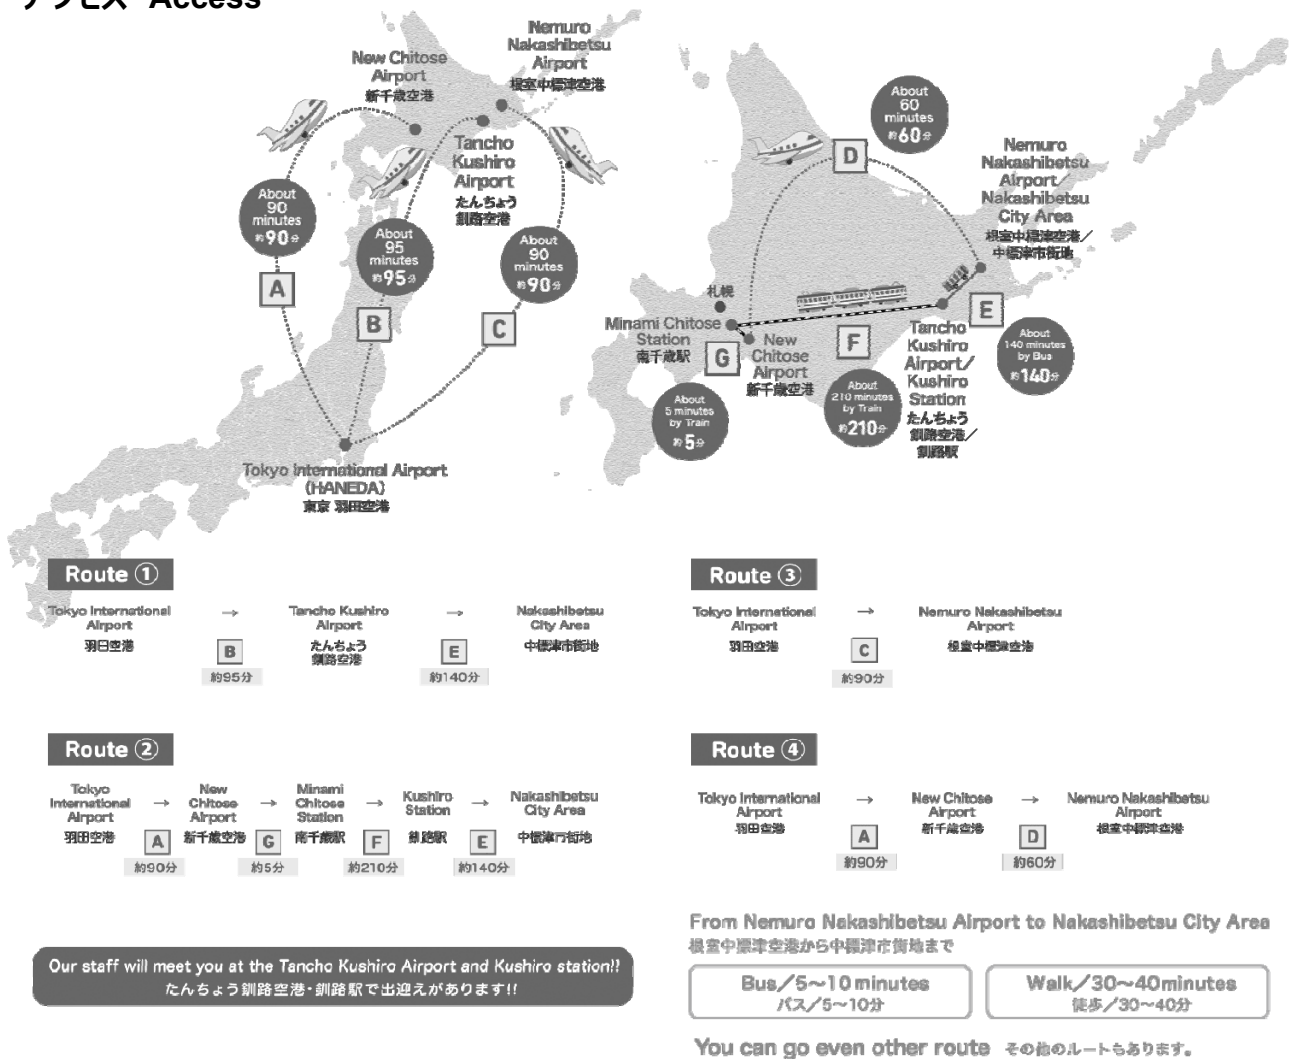 アクセス Access
New Chitose
Airport
新千歳空港
Nemuro
Nakashibetsu
Airport
根室中標津空港
Tancho
Kushiro
Airport
たんちょう
釧路空港
About
90
minutes
約90分
About
95
minutes
約95分
About
90
minutes
約90分
A
B
C
Tokyo International Airport
(HANEDA)
東京 羽田空港
About
60
minutes
約60分
D
Nemuro
Nakashibetsu
Airport／
Nakashibetsu
City Area
根室中標津空港／
中標津市街地
札幌
Minami Chitose
Station
南千歳駅
G
New
Chitose
Airport
新千歳空港
F
E
Tancho
Kushiro
Airport／
Kushiro
Station
たんちょう
釧路空港／
釧路駅
About
140 minutes
by Bus
約140分
About
5 minutes
by Train
約5分
About
210 minutes
by Train
約210分
Route ①
Tokyo International
Airport
羽田空港
→
B
約95分
Tancho Kushiro
Airport
たんちょう
釧路空港
→
E
約140分
Nakashibetsu
City Area
中標津市街地
Route ③
Tokyo International
Airport
羽田空港
→
C
約90分
Nemuro Nakashibetsu
Airport
根室中標津空港
Route ②
Tokyo
International
Airport
羽田空港
→
A
約90分
New
Chitose
Airport
新千歳空港
→
G
約5分
Minami
Chitose
Station
南千歳駅
→
F
約210分
Kushiro
Station
釧路駅
→
E
約140分
Nakashibetsu
City Area
中標津市街地
Route ④
Tokyo International
Airport
羽田空港
→
A
約90分
New Chitose
Airport
新千歳空港
→
D
約60分
Nemuro Nakashibetsu
Airport
根室中標津空港
Our staff will meet you at the Tancho Kushiro Airport and Kushiro station!!
たんちょう釧路空港・釧路駅で出迎えがあります!!
From Nemuro Nakashibetsu Airport to Nakashibetsu City Area
根室中標津空港から中標津市街地まで
Bus／5～10minutes
バス／5～10分
Walk／30～40minutes
徒歩／30～40分
You can go even other route その他のルートもあります。